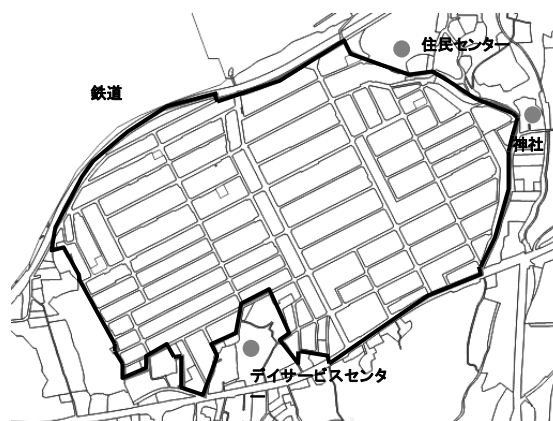 住民センター
鉄道
神社
デイサービスセンタ
ー